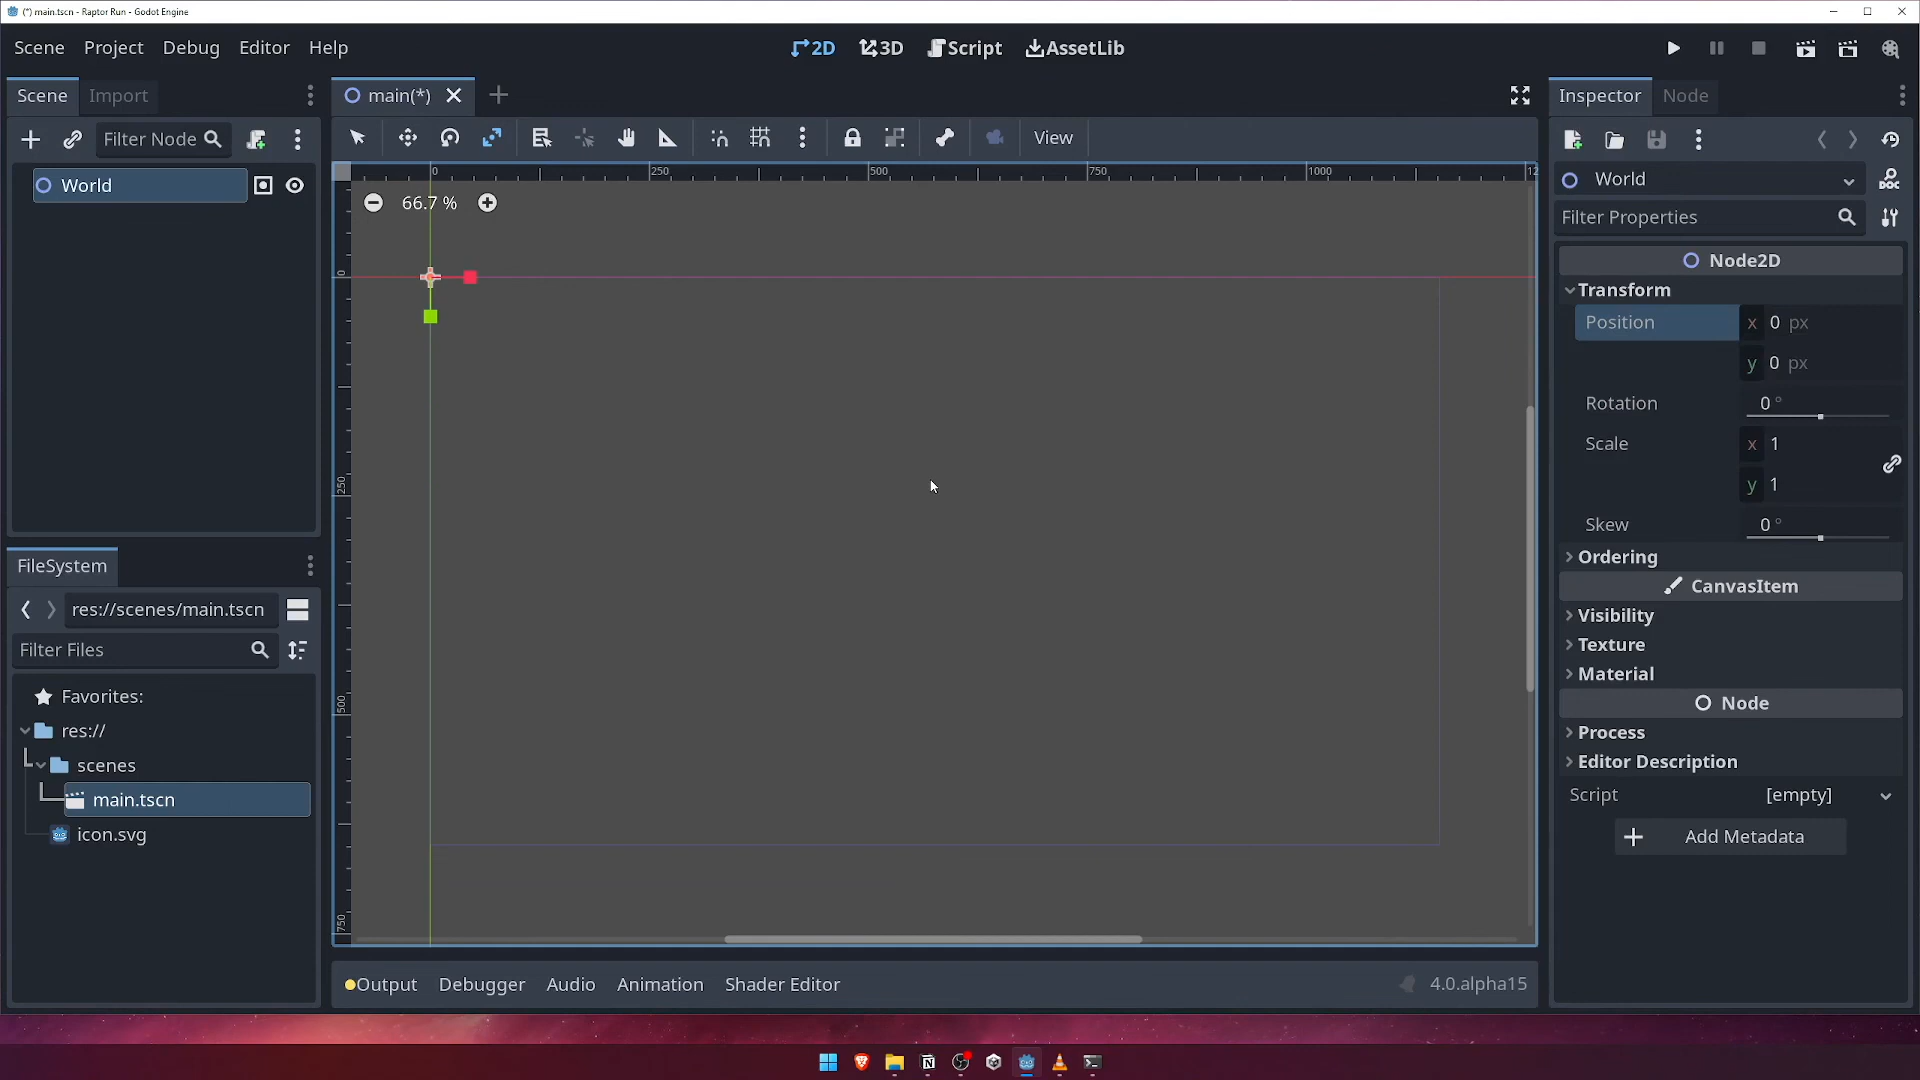 (*) main.tscn - Raptor Run - Godot Engine
Scene Project Debug Editor Help
2D 3D Script AssetLib
Scene Import
Filter Node
World
FileSystem
res://scenes/main.tscn
Filter Files
Favorites:
res://
scenes
main.tscn
icon.svg
main(*)
View
0 250 500 750 1000 12
66.7 %
0
250
500
750
Output Debugger Audio Animation Shader Editor
4.0.alpha15
Inspector Node
World
DOC
Filter Properties
Node2D
Transform
Position x 0 px
y 0 px
Rotation 0 °
Scale x 1
y 1
Skew 0 °
Ordering
CanvasItem
Visibility
Texture
Material
Node
Process
Editor Description
Script [empty]
Add Metadata